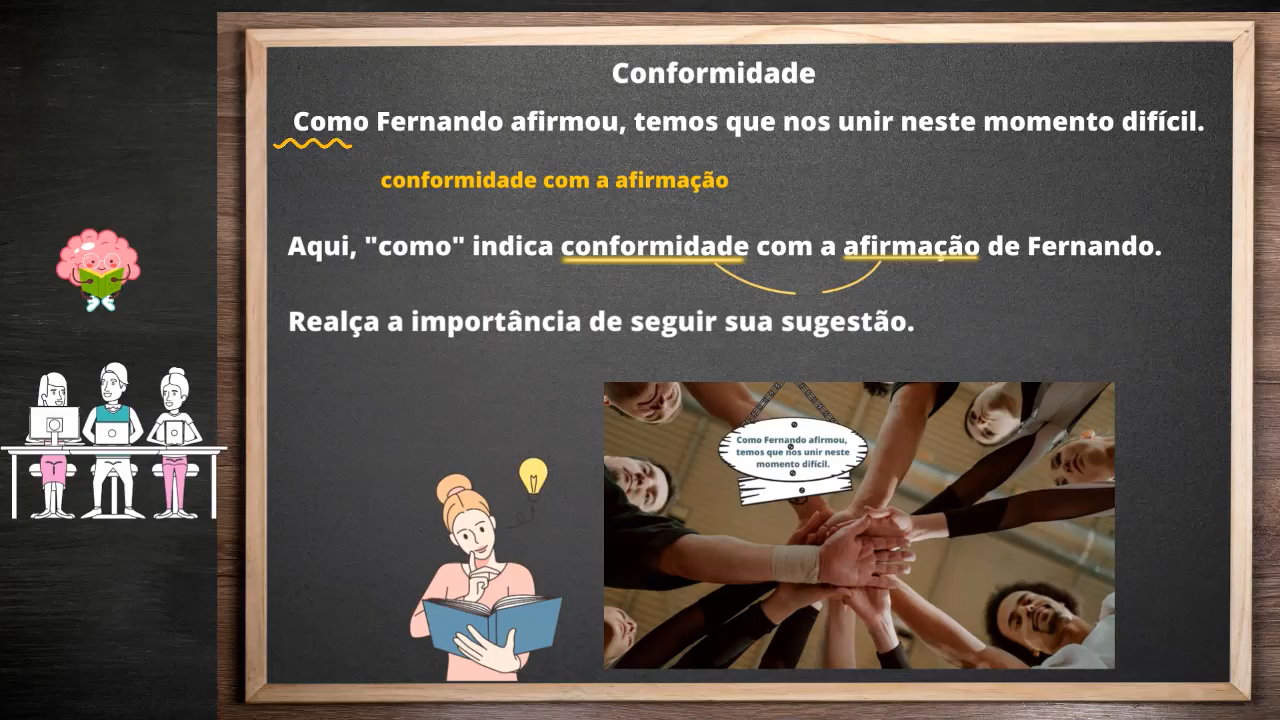 Conformidade
Como Fernando afirmou, temos que nos unir neste momento difícil.
conformidade com a afirmação
Aqui, "como" indica conformidade com a afirmação de Fernando.
Realça a importância de seguir sua sugestão.
Como Fernando afirmou,
temos que nos unir neste
momento difícil.